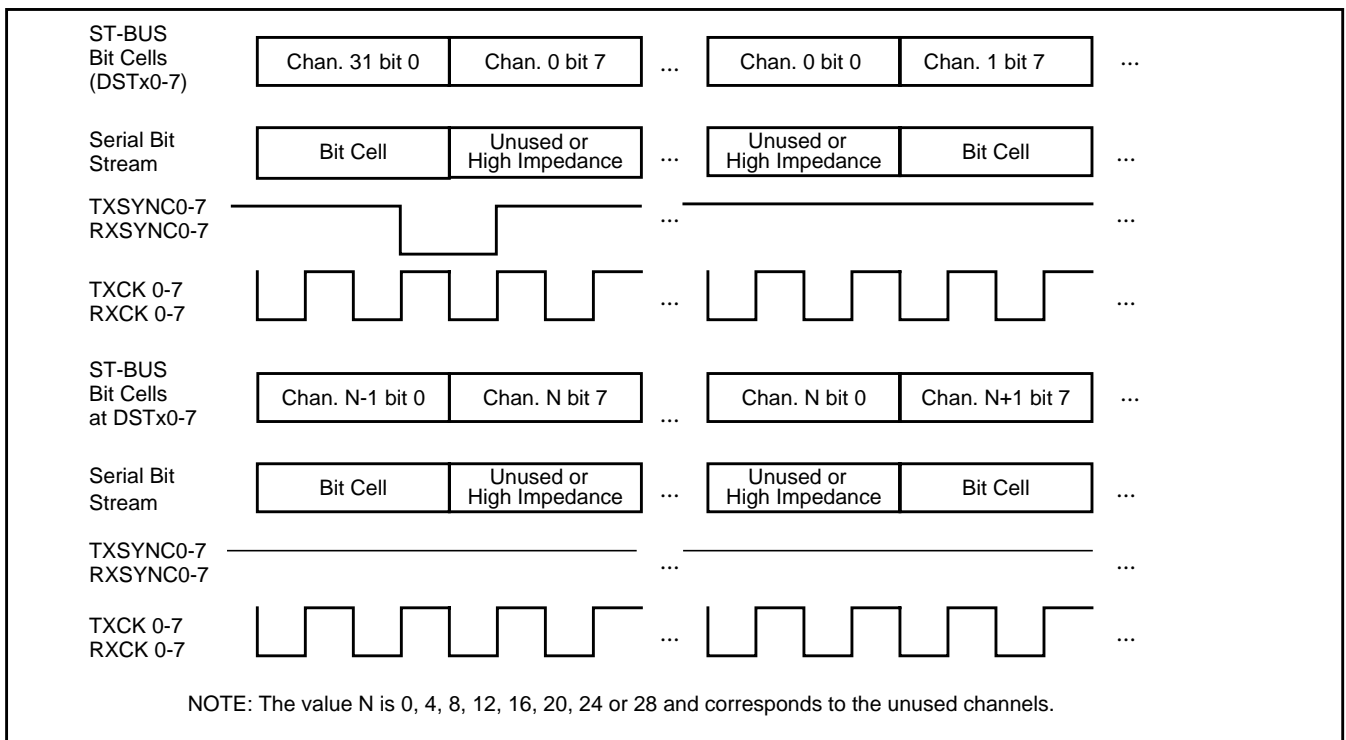 ST-BUS
Bit Cells
(DSTx0-7)
Chan. 31 bit 0
Chan. 0 bit 7
...
Chan. 0 bit 0
Chan. 1 bit 7
...
Serial Bit
Stream
Bit Cell
Unused or
High Impedance
...
Unused or
High Impedance
Bit Cell
...
TXSYNC0-7
RXSYNC0-7
...
...
TXCK 0-7
RXCK 0-7
...
...
ST-BUS
Bit Cells
at DSTx0-7
Chan. N-1 bit 0
Chan. N bit 7
...
Chan. N bit 0
Chan. N+1 bit 7
...
Serial Bit
Stream
Bit Cell
Unused or
High Impedance
...
Unused or
High Impedance
Bit Cell
...
TXSYNC0-7
RXSYNC0-7
...
...
TXCK 0-7
RXCK 0-7
...
...
NOTE: The value N is 0, 4, 8, 12, 16, 20, 24 or 28 and corresponds to the unused channels.